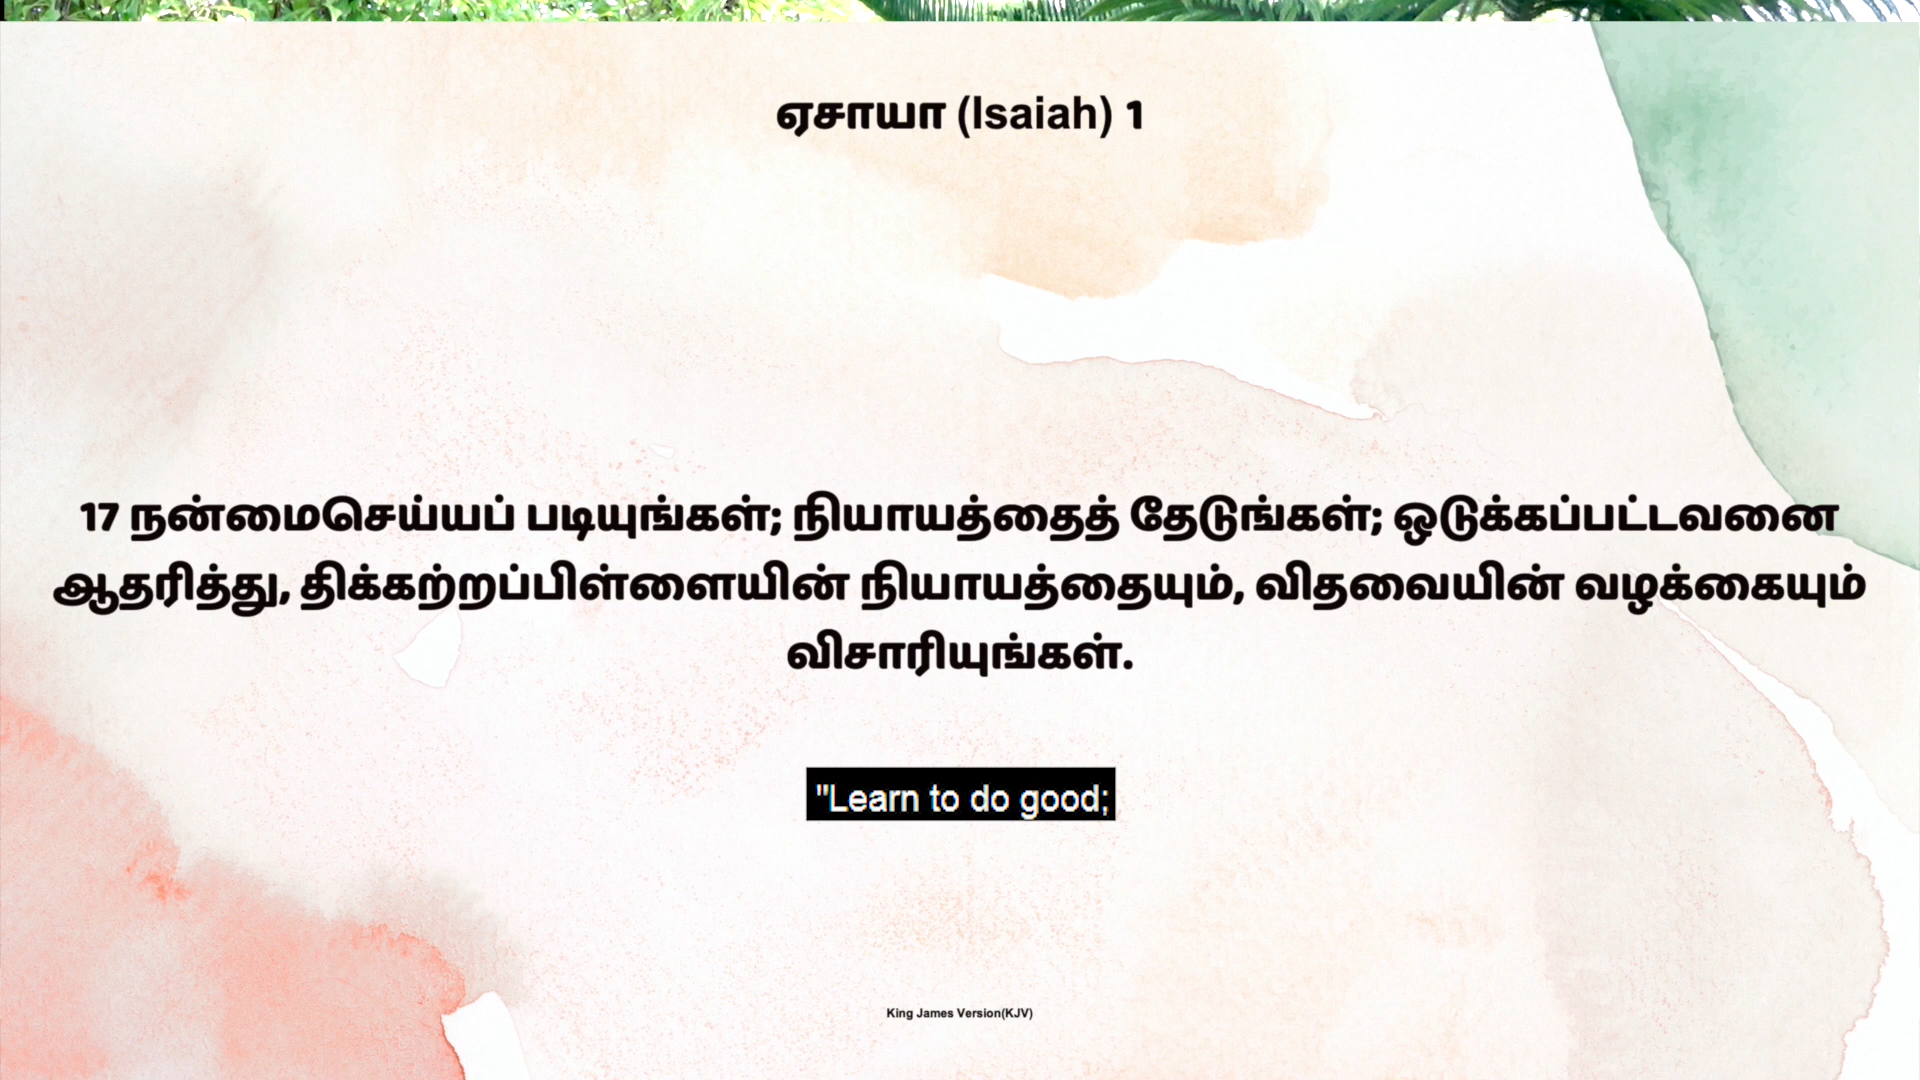 ஏசாயா (Isaiah) 1
17 நன்மைசெய்யப் படியுங்கள்; நியாயத்தைத் தேடுங்கள்; ஒடுக்கப்பட்டவனை
ஆதரித்து, திக்கற்றப்பிள்ளையின் நியாயத்தையும், விதவையின் வழக்கையும்
விசாரியுங்கள்.
"Learn to do good;
King James Version(KJV)